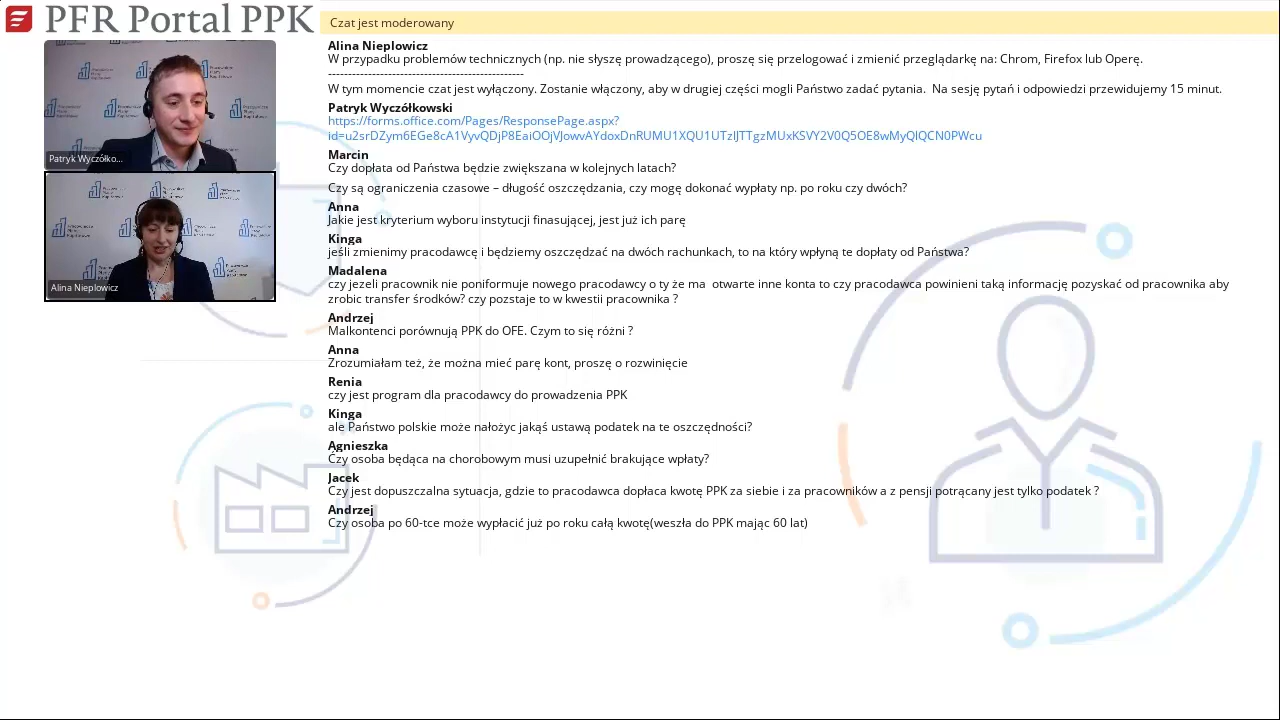 PFR Portal PPK
Czat jest moderowany
Alina Nieplowicz
W przypadku problemów technicznych (np. nie słyszę prowadzącego), proszę się przelogować i zmienić przeglądarkę na: Chrom, Firefox lub Operę.
-------------------------------------------------
W tym momencie czat jest wyłączony. Zostanie włączony, aby w drugiej części mogli Państwo zadać pytania. Na sesję pytań i odpowiedzi przewidujemy 15 minut.
Patryk Wyczółkowski
https://forms.office.com/Pages/ResponsePage.aspx?
Patryk Wyczółko...
Marcin
Czy dopłata od Państwa będzie zwiększana w kolejnych latach?
Czy są ograniczenia czasowe – długość oszczędzania, czy mogę dokonać wypłaty np. po roku czy dwóch?
Anna
Jakie jest kryterium wyboru instytucji finasującej, jest już ich parę
Kinga
jeśli zmienimy pracodawcę i będziemy oszczędzać na dwóch rachunkach, to na który wpłyną te dopłaty od Państwa?
Madalena
czy jezeli pracownik nie poniformuje nowego pracodawcy o ty że ma otwarte inne konta to czy pracodawca powinieni taką informację pozyskać od pracownika aby
zrobic transfer środków? czy pozstaje to w kwestii pracownika ?
Alina Nieplowicz
Andrzej
Malkontenci porównują PPK do OFE. Czym to się różni ?
Anna
Zrozumiałam też, że można mieć parę kont, proszę o rozwinięcie
Renia
czy jest program dla pracodawcy do prowadzenia PPK
Kinga
ale Państwo polskie może nałożyc jakąś ustawą podatek na te oszczędności?
Agnieszka
Czy osoba będąca na chorobowym musi uzupełnić brakujące wpłaty?
Jacek
Czy jest dopuszczalna sytuacja, gdzie to pracodawca dopłaca kwotę PPK za siebie i za pracowników a z pensji potrącany jest tylko podatek ?
Andrzej
Czy osoba po 60-tce może wypłacić już po roku całą kwotę(weszła do PPK mając 60 lat)